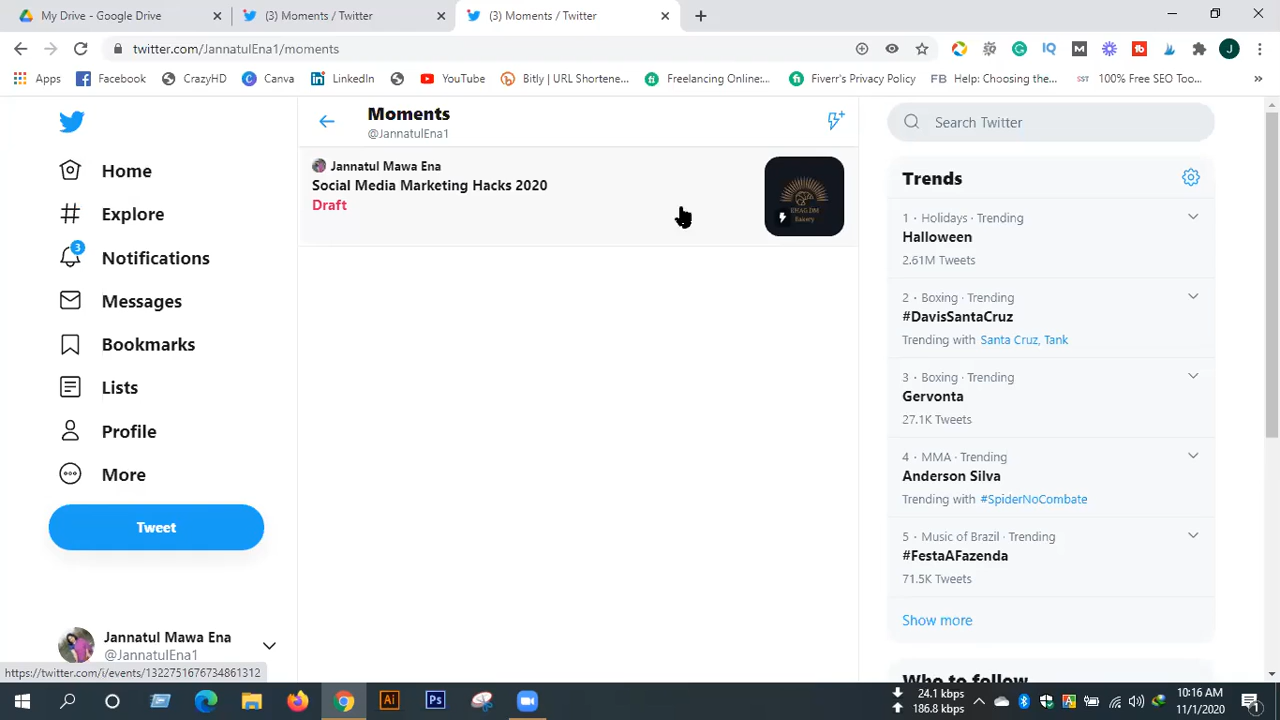 My Drive - Google Drive
(3) Moments / Twitter
(3) Moments / Twitter
twitter.com/JannatulEna1/moments
Apps
Facebook
CrazyHD
Canva
LinkedIn
YouTube
Bitly | URL Shortene...
Freelancing Online:...
Fiverr's Privacy Policy
FB Help: Choosing the...
SST 100% Free SEO Too...
Moments
@JannatulEna1
Jannatul Mawa Ena
Social Media Marketing Hacks 2020
Draft
Home
Explore
3
Notifications
Messages
Bookmarks
Lists
Profile
More
Tweet
Jannatul Mawa Ena
@JannatulEna1
https://twitter.com/i/events/1322751676734861312
Search Twitter
Trends
1 · Holidays · Trending
Halloween
2.61M Tweets
2 · Boxing · Trending
#DavisSantaCruz
Trending with Santa Cruz, Tank
3 · Boxing · Trending
Gervonta
27.1K Tweets
4 · MMA · Trending
Anderson Silva
Trending with #SpiderNoCombate
5 · Music of Brazil · Trending
#FestaAFazenda
71.5K Tweets
Show more
Who to follow
24.1 kbps
186.8 kbps
10:16 AM
11/1/2020